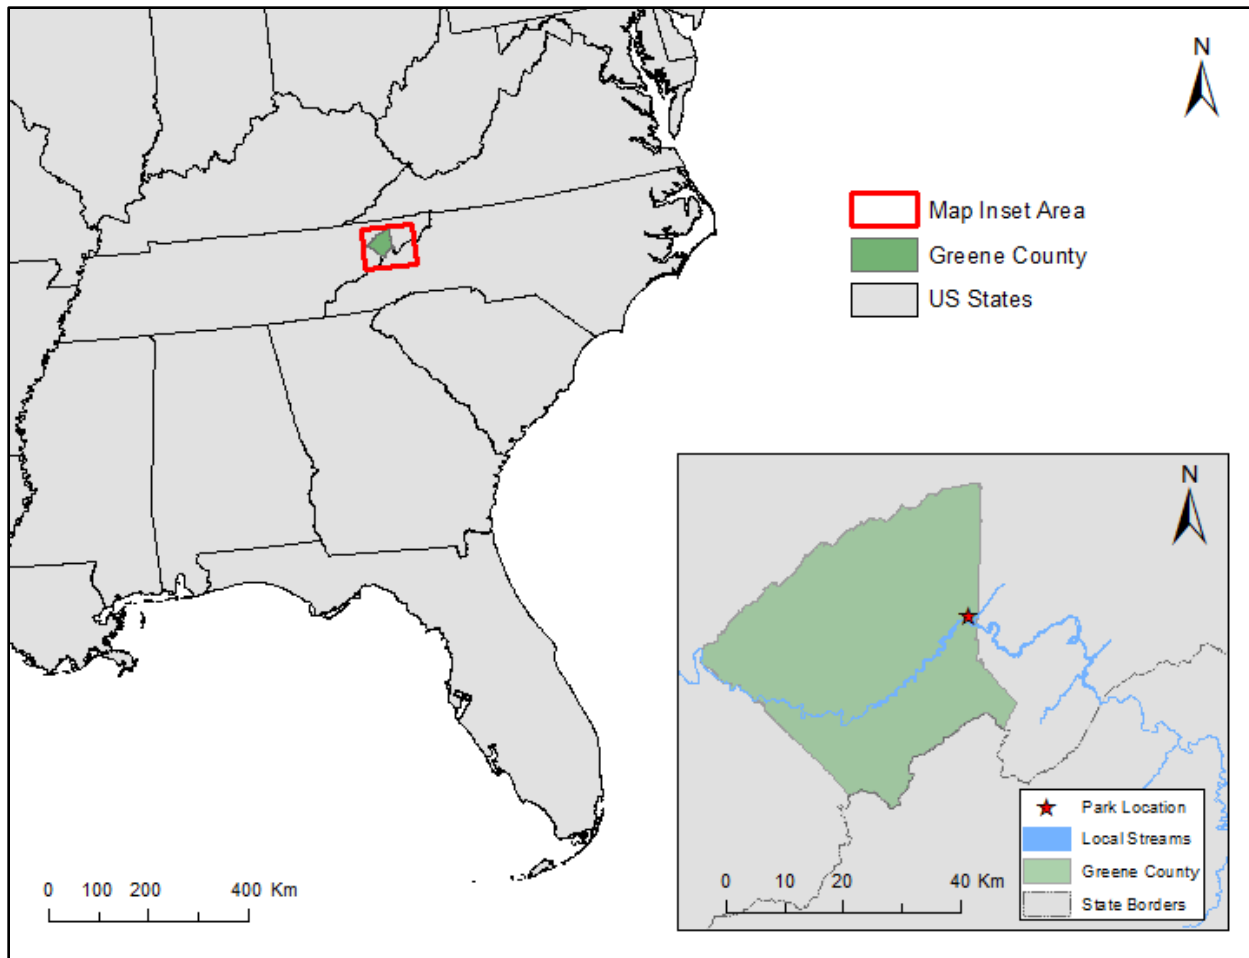 N
Map Inset Area
Greene County
US States
N
Park Location
Local Streams
Greene County
State Borders
0 10 20 40 Km
0 100 200 400 Km